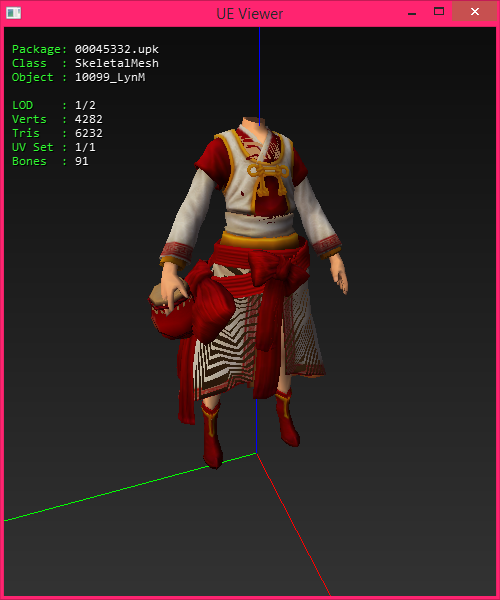 UE Viewer
Package: 00045332.upk
Class  : SkeletalMesh
Object : 10099_LynM
LOD    : 1/2
Verts  : 4282
Tris   : 6232
UV Set : 1/1
Bones  : 91